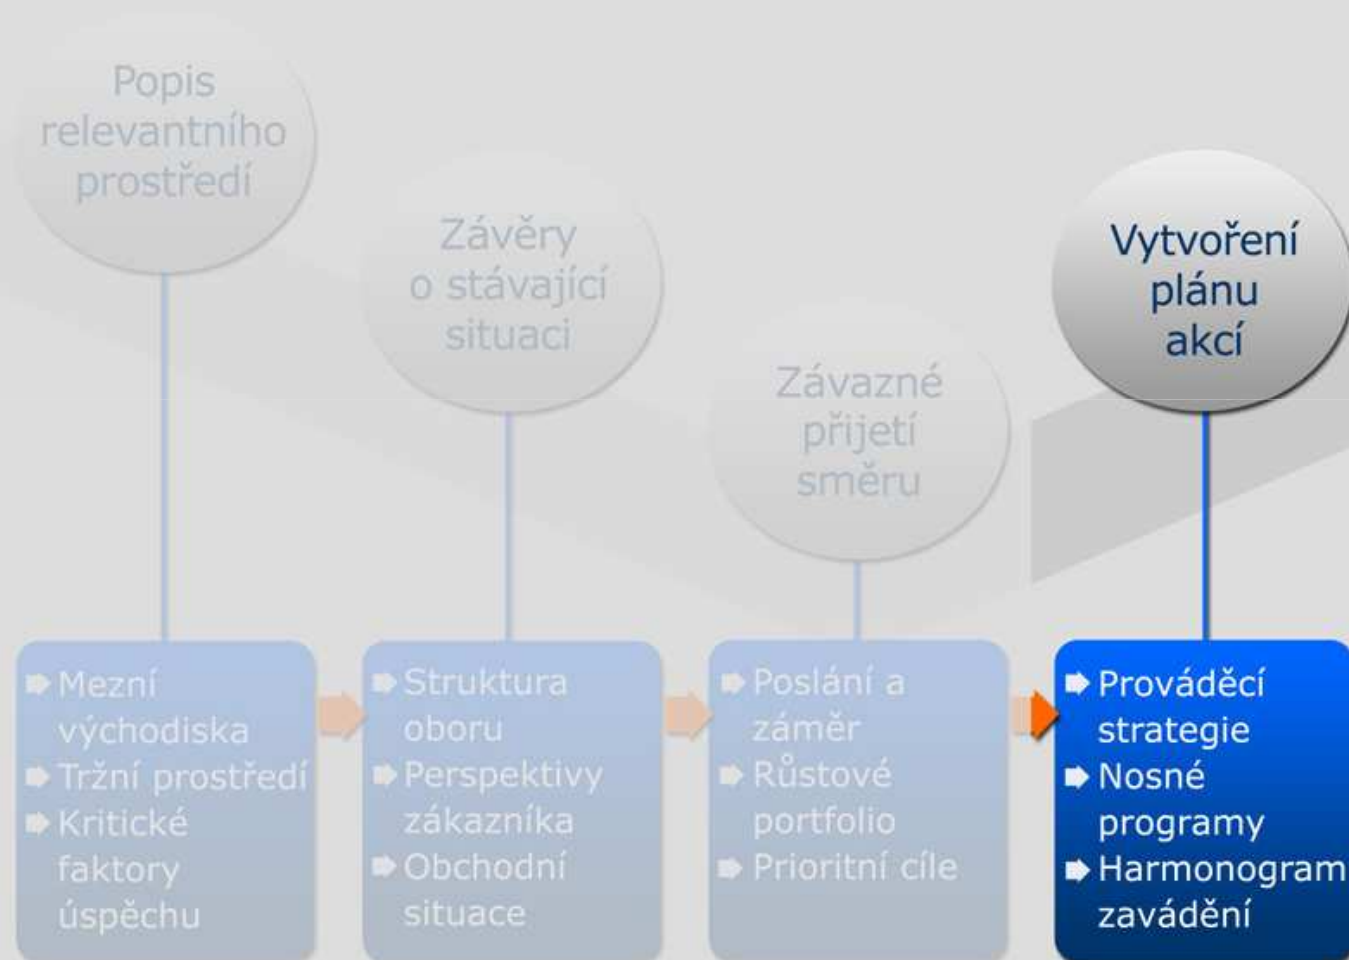 Popis
relevantního
prostředí
Závěry
o stávající
situaci
Závazné
přijetí
směru
Vytvoření
plánu
akcí
Mezní
východiska
Tržní prostředí
Kritické
faktory
úspěchu
Struktura
oboru
Perspektivy
zákazníka
Obchodní
situace
Poslání a
záměr
Růstové
portfolio
Prioritní cíle
Prováděcí
strategie
Nosné
programy
Harmonogram
zavádění